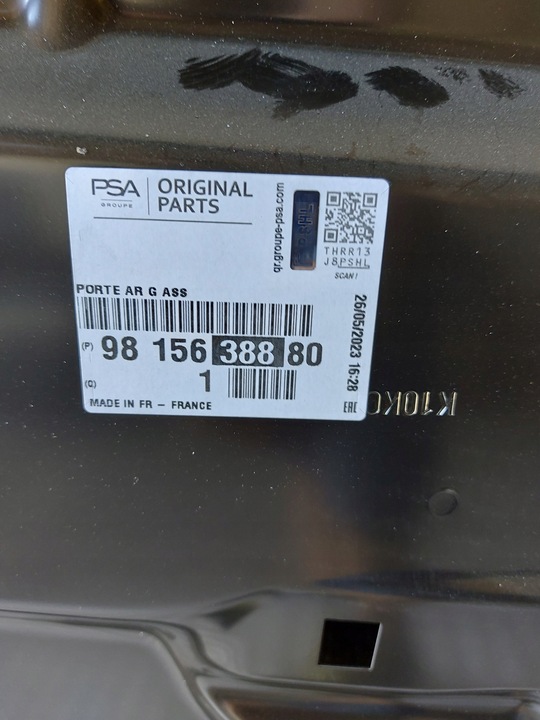 PSA
GROUPE
ORIGINAL
PARTS
qr.groupe-psa.com
THRR13
J8PSHL
SCAN !
PORTE AR G ASS
(P) 98 156 388 80
(Q) 1
MADE IN FR - FRANCE
26/05/2023 16:28
EAC